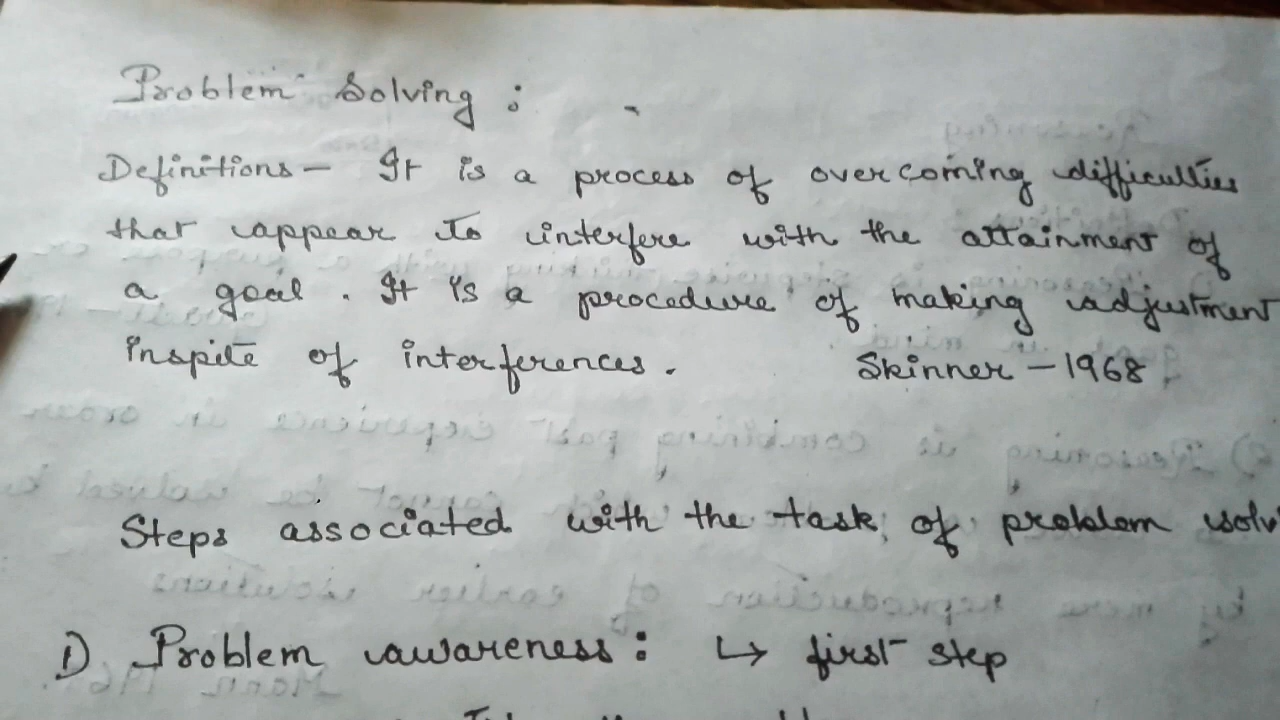 Problem Solving :
Definitions - It is a process of overcoming difficulties
that appear to interfere with the attainment of
a goal. It is a procedure of making adjustment
inspite of interferences. Skinner - 1968
Steps associated with the task of problem solv
1) Problem awareness : ↳ first step